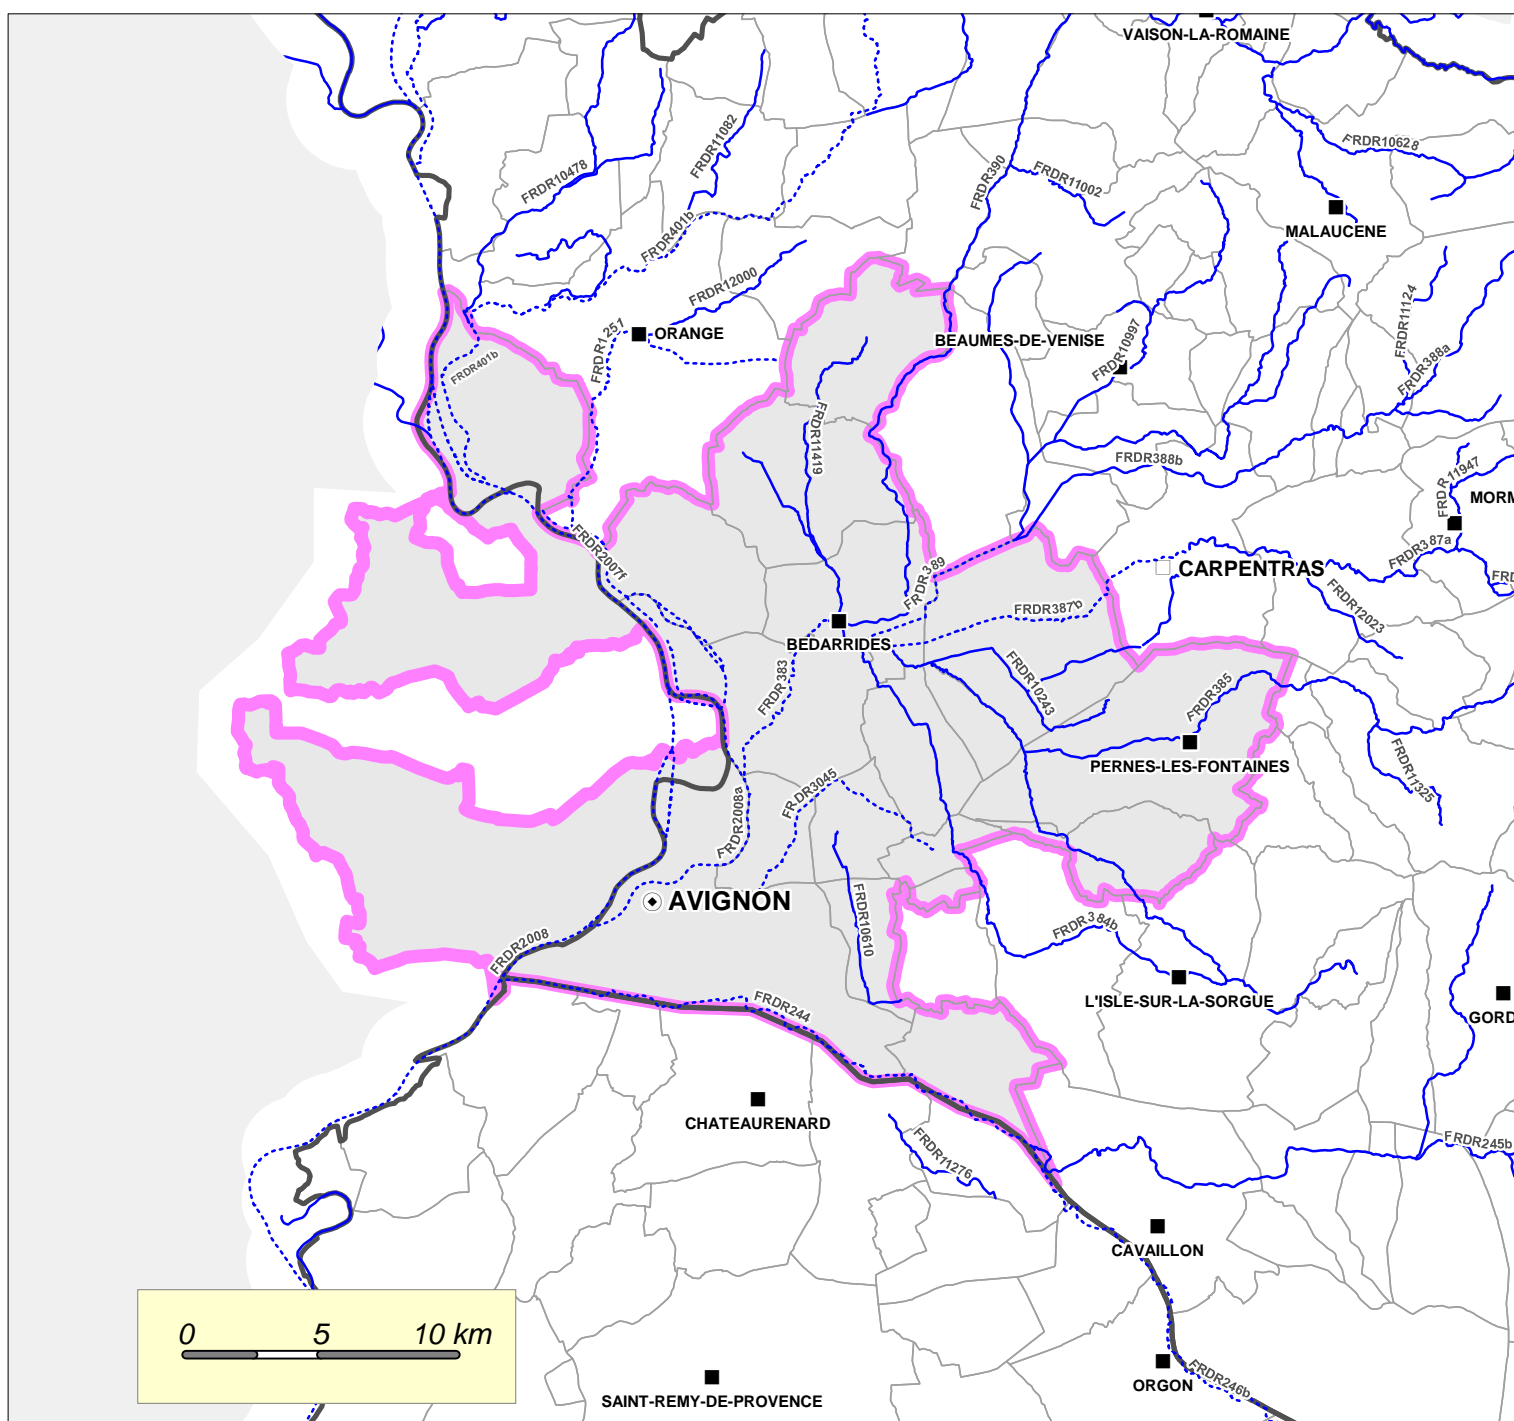 VAISON-LA-ROMAINE
FRDR11082
FRDR10628
FRDR10478
FRDR390
FRDR11002
MALAUCENE
FRDR401b
FRDR12000
FRDR11124
FRDR1251
ORANGE
BEAUMES-DE-VENISE
FRDR10997
FRDR388a
FRDR401b
FRDR11419
FRDR388b
FRDR11947
MORM
FRDR2007f
FRDR387a
CARPENTRAS
FRDR389
FRDR387b
FRDR12023
BEDARRIDES
FRDR383
FRDR10243
FRDR385
PERNES-LES-FONTAINES
FRDR11325
FRDR3045
FRDR2008a
AVIGNON
FRDR10610
FRDR384b
FRDR2008
L'ISLE-SUR-LA-SORGUE
FRDR244
GORD
CHATEAURENARD
FRDR11276
FRDR245b
CAVAILLON
0 5 10 km
ORGON
FRDR246b
SAINT-REMY-DE-PROVENCE